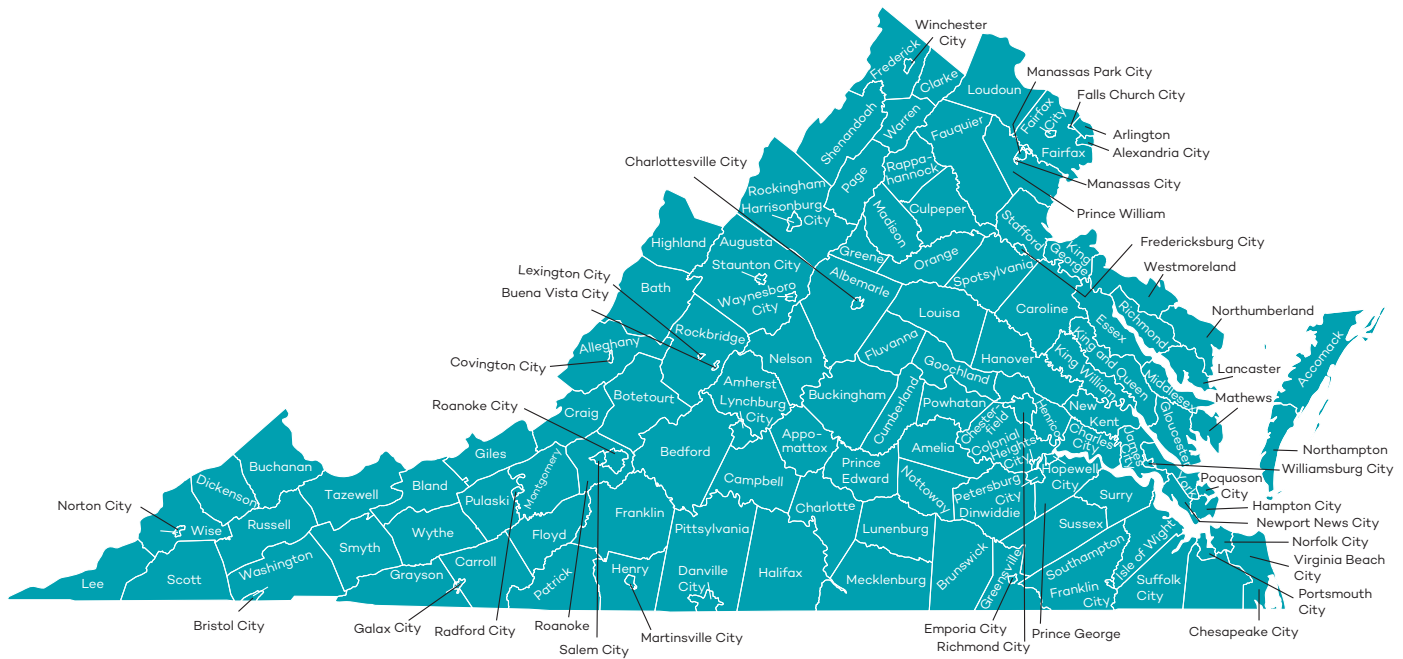 Winchester
City
Frederick
Clarke
Loudoun
Manassas Park City
Falls Church City
Fairfax
City
Arlington
Alexandria City
Fairfax
Manassas City
Prince William
Shenandoah
Warren
Fauquier
Page
Rappa-
hannock
Charlottesville City
Rockingham
Harrisonburg
City
Madison
Culpeper
Stafford
King
George
Fredericksburg City
Westmoreland
Highland
Augusta
Staunton City
Waynesboro
City
Greene
Orange
Albemarle
Spotsylvania
Lexington City
Buena Vista City
Bath
Rockbridge
Alleghany
Covington City
Nelson
Louisa
Fluvanna
Caroline
Hanover
Goochland
Richmond
Essex
Northumberland
Lancaster
Mathews
King and Queen
King William
Middlesex
Gloucester
Accomack
Northampton
Williamsburg City
Roanoke City
Craig
Botetourt
Amherst
Lynchburg
City
Buckingham
Cumberland
Powhatan
Chester
field
Henrico
New
Kent
Charles
City
James
City
Appo-
mattox
Amelia
Colonial
Heights
City
Hopewell
City
York
Poquoson
City
Hampton City
Newport News City
Norfolk City
Virginia Beach
City
Portsmouth
City
Chesapeake City
Buchanan
Dickenson
Norton City
Wise
Russell
Tazewell
Bland
Giles
Pulaski
Montgomery
Bedford
Campbell
Prince
Edward
Nottoway
Petersburg
City
Dinwiddie
Surry
Sussex
Lee
Scott
Washington
Smyth
Wythe
Grayson
Carroll
Floyd
Franklin
Pittsylvania
Charlotte
Lunenburg
Patrick
Henry
Danville
City
Halifax
Mecklenburg
Brunswick
Greensville
Southampton
Isle of Wight
Franklin
City
Suffolk
City
Bristol City
Galax City
Radford City
Roanoke
Salem City
Martinsville City
Emporia City
Richmond City
Prince George